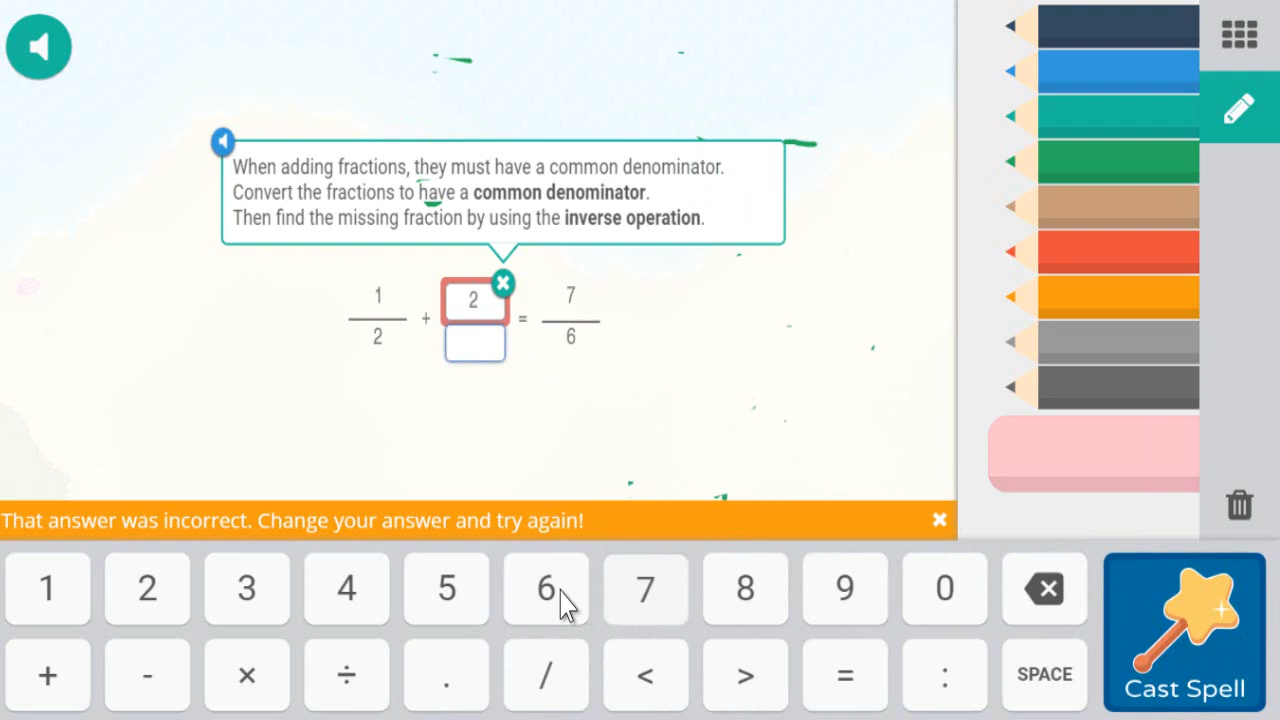 When adding fractions, they must have a common denominator.
Convert the fractions to have a common denominator.
Then find the missing fraction by using the inverse operation.
1 2 7
+ =
2 6
That answer was incorrect. Change your answer and try again!
1 2 3 4 5 6 7 8 9 0
+ - × ÷ . / < > = : SPACE
Cast Spell